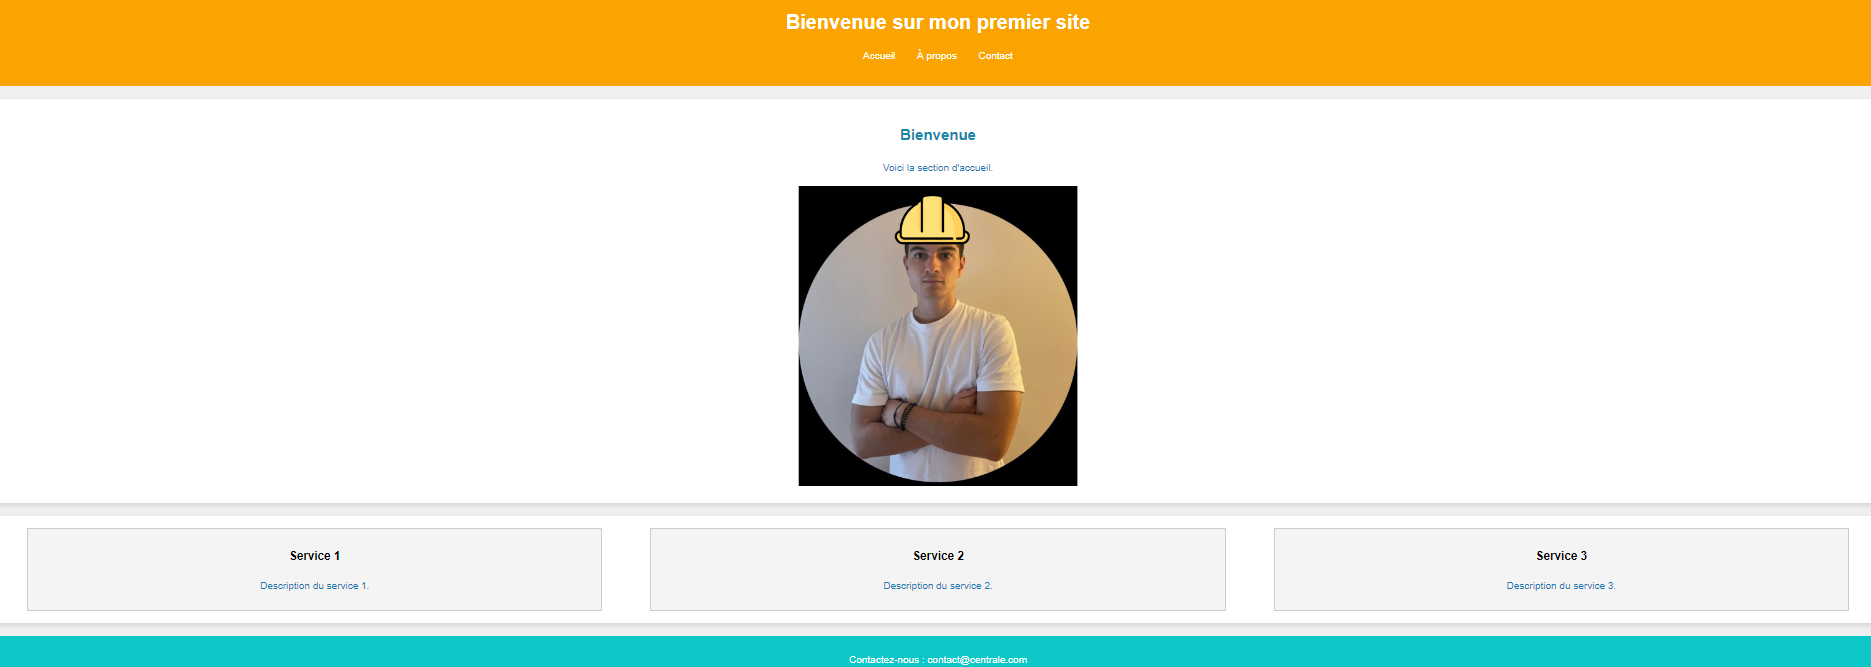 Bienvenue sur mon premier site
Accueil À propos Contact
Bienvenue
Voici la section d'accueil.
Service 1 Service 2 Service 3
Description du service 1. Description du service 2. Description du service 3.
Contactez-nous : contact@centrale.com